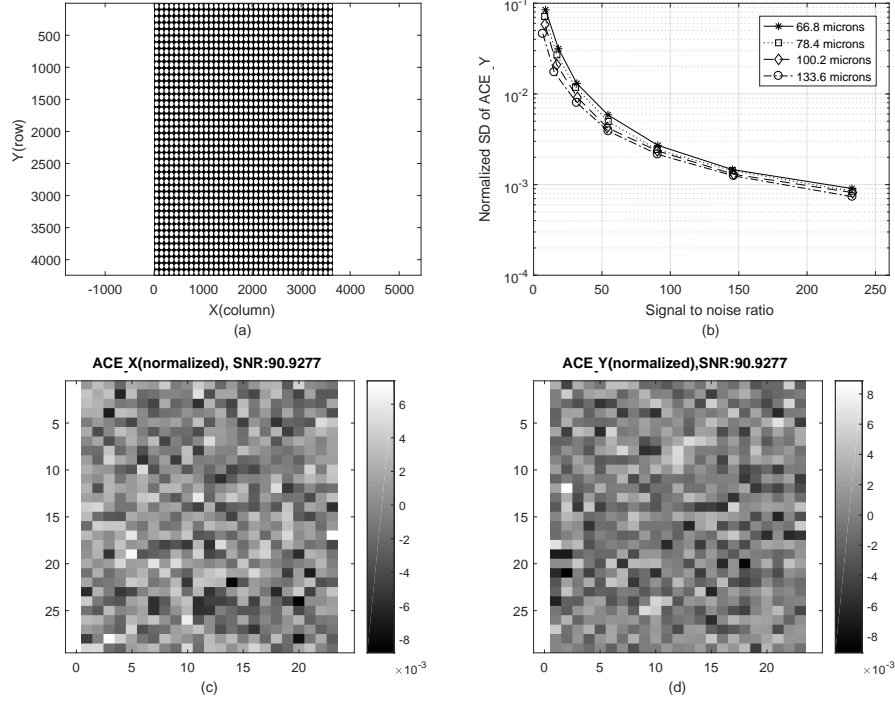 0
500
1000
1500
2000
2500
3000
3500
4000
Y(row)
-1000 0 1000 2000 3000 4000 5000
X(column)
(a)
10^-1
10^-2
10^-3
10^-4
Normalized SD of ACE_Y
66.8 microns
78.4 microns
100.2 microns
133.6 microns
0 50 100 150 200 250
Signal to noise ratio
(b)
ACE_X(normalized), SNR:90.9277
5
10
15
20
25
0 5 10 15 20
6
4
2
0
-2
-4
-6
-8
×10^-3
(c)
ACE_Y(normalized),SNR:90.9277
5
10
15
20
25
0 5 10 15 20
8
6
4
2
0
-2
-4
-6
-8
×10^-3
(d)